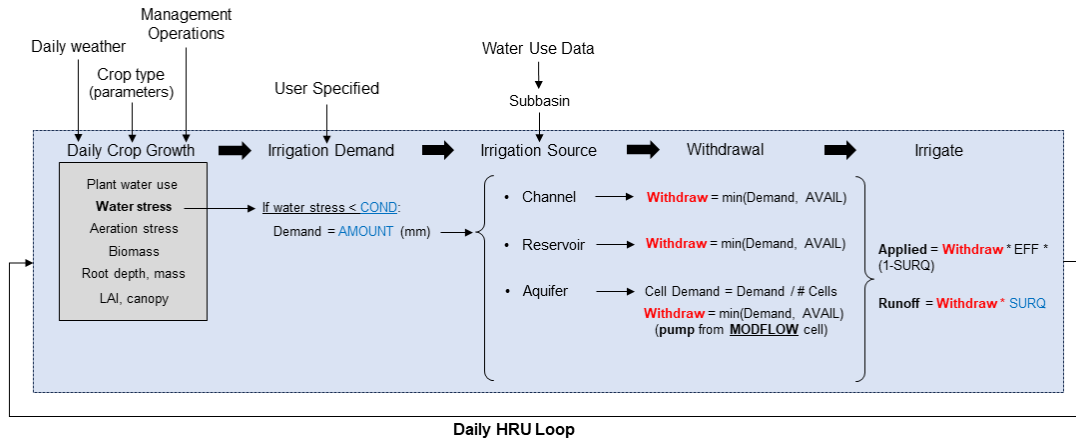 Management
Operations
Daily weather
Crop type
(parameters)
User Specified
Water Use Data
Subbasin
Daily Crop Growth
Irrigation Demand
Irrigation Source
Withdrawal
Irrigate
Plant water use
Water stress
Aeration stress
Biomass
Root depth, mass
LAI, canopy
If water stress < COND:
Demand = AMOUNT (mm)
• Channel
• Reservoir
• Aquifer
Withdraw = min(Demand, AVAIL)
Withdraw = min(Demand, AVAIL)
Cell Demand = Demand / # Cells
Withdraw = min(Demand, AVAIL)
(pump from MODFLOW cell)
Applied = Withdraw * EFF *
(1-SURQ)
Runoff = Withdraw * SURQ
Daily HRU Loop